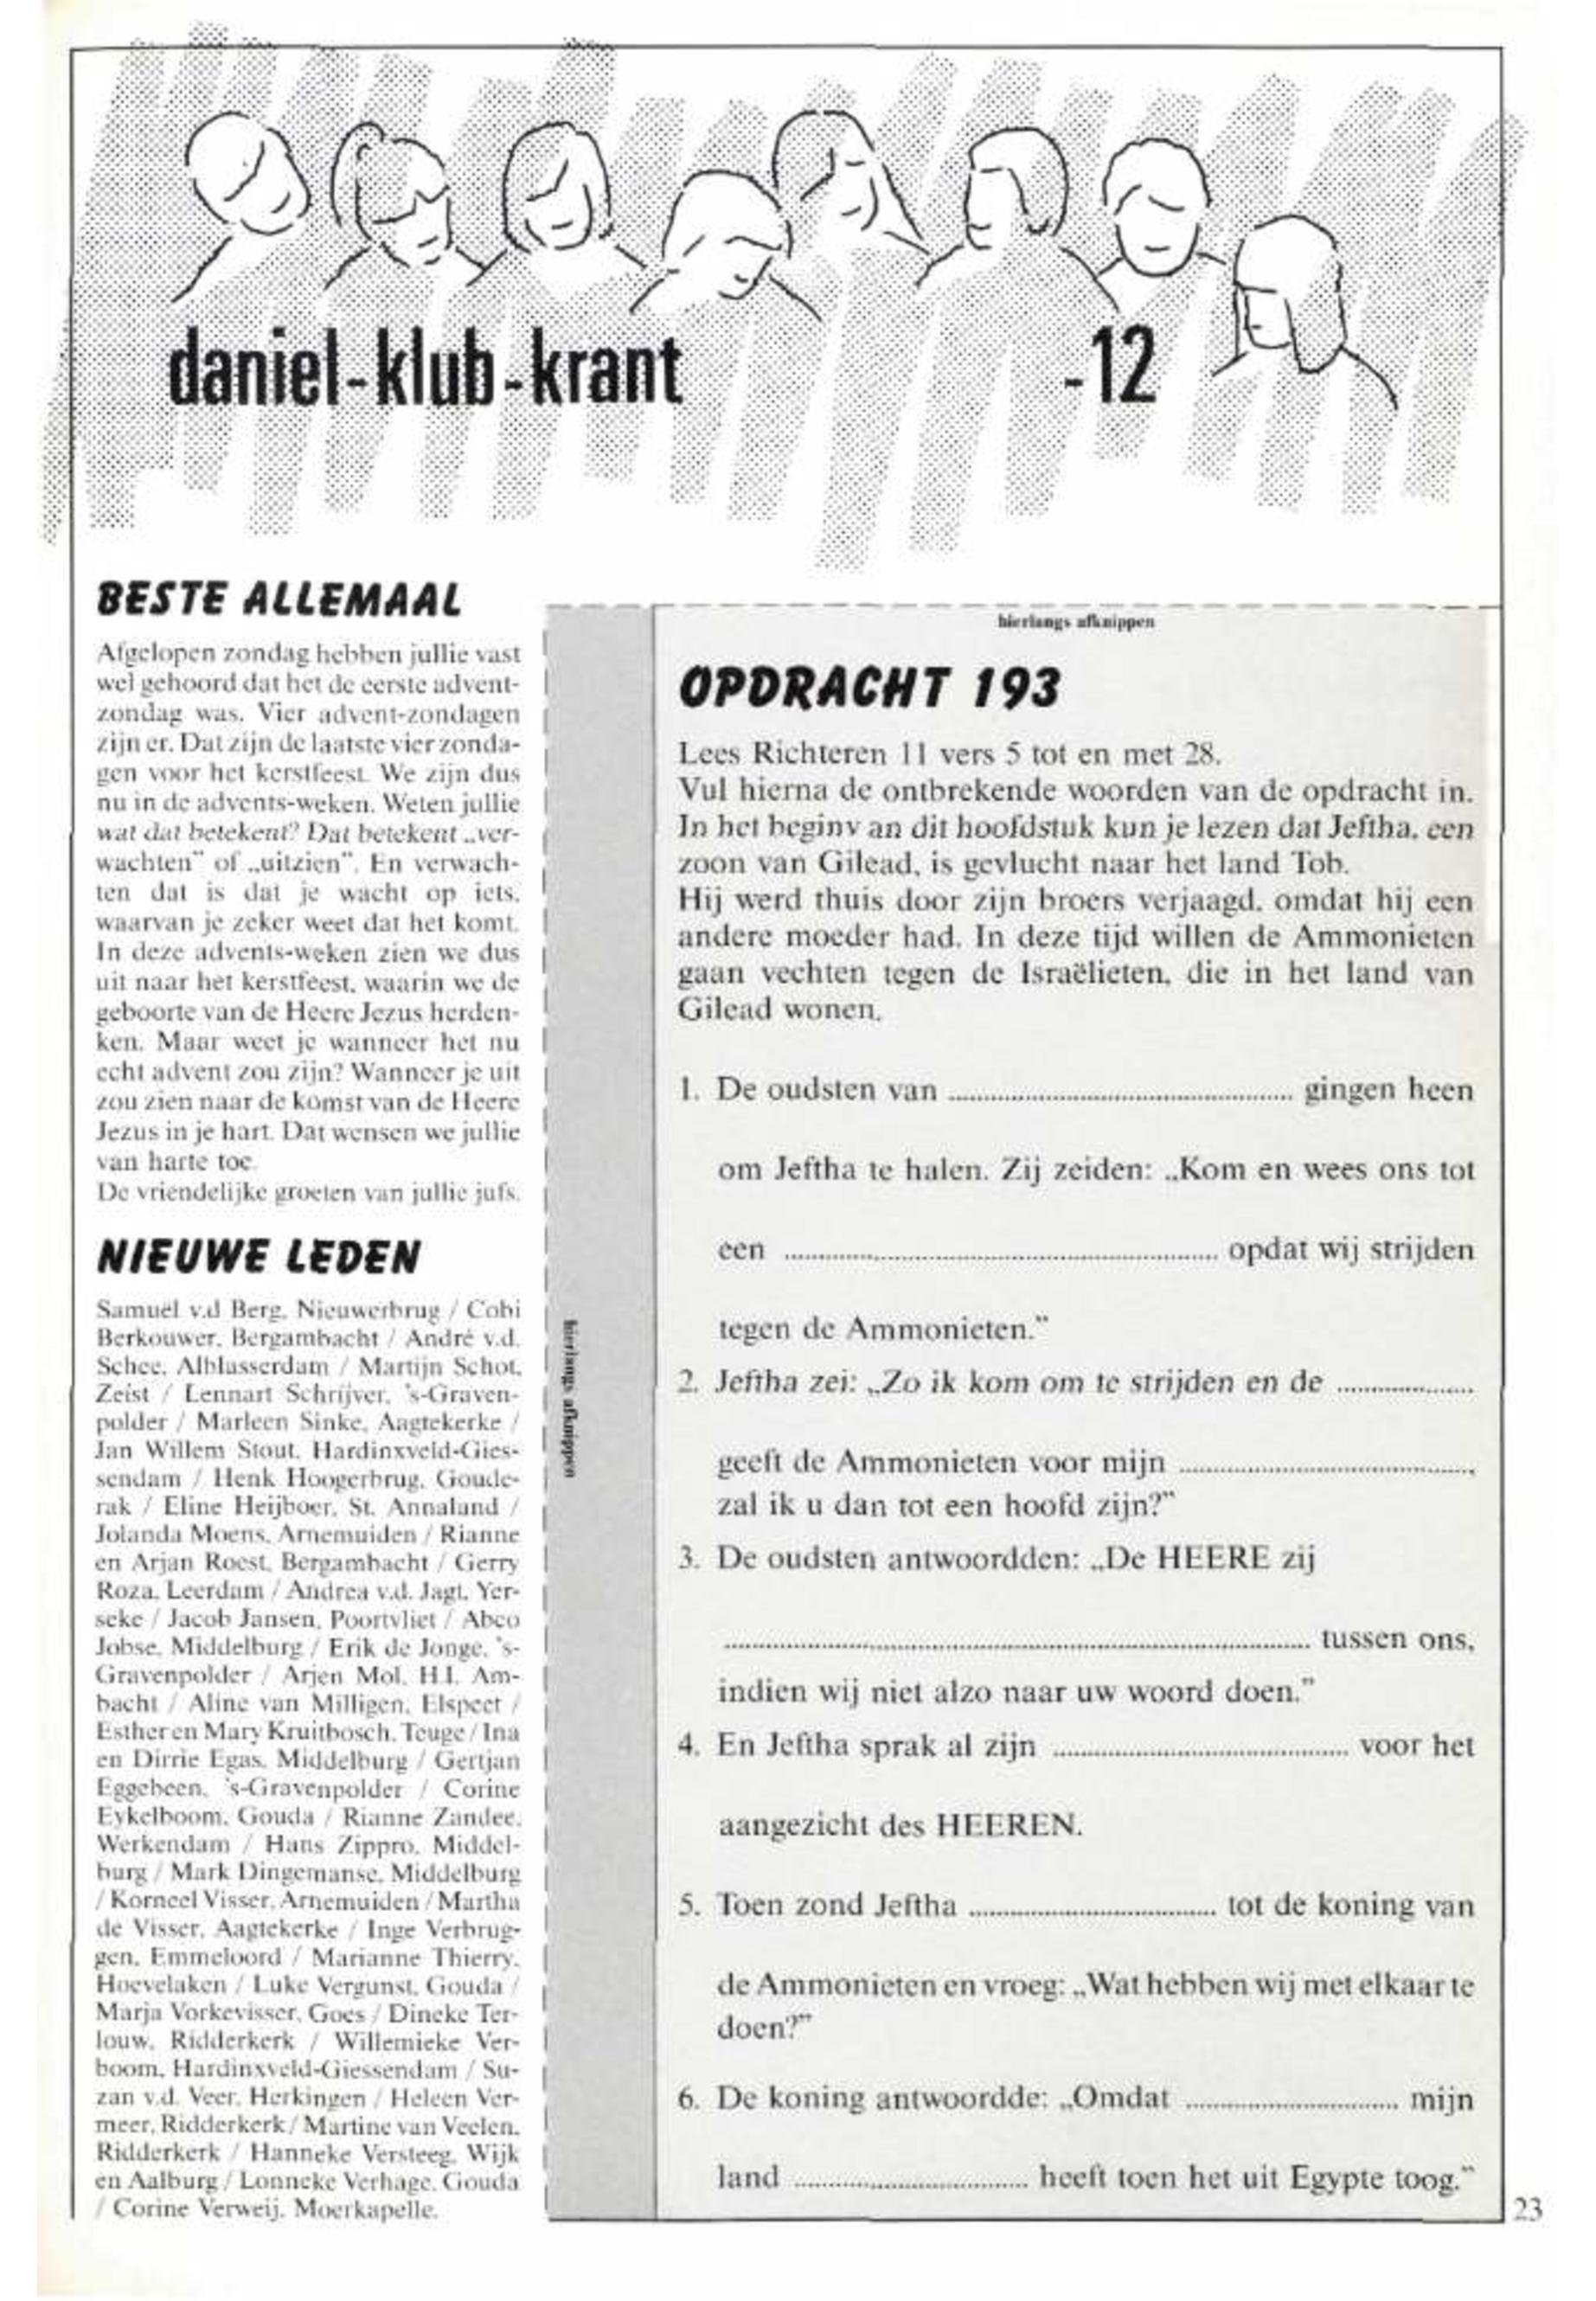 daniel-klub-krant -12
BESTE ALLEMAAL
Afgelopen zondag hebben jullie vast
wel gehoord dat het de eerste advent-
zondag was. Vier advent-zondagen
zijn er. Dat zijn de laatste vier zonda-
gen voor het kerstfeest. We zijn dus
nu in de advents-weken. Weten jullie
wat dat betekent? Dat betekent „ver-
wachten" of „uitzien". En verwach-
ten dat is dat je wacht op iets,
waarvan je zeker weet dat het komt.
In deze advents-weken zien we dus
uit naar het kerstfeest, waarin we de
geboorte van de Heere Jezus herden-
ken. Maar weet je wanneer het nu
echt advent zou zijn? Wanneer je uit
zou zien naar de komst van de Heere
Jezus in je hart. Dat wensen we jullie
van harte toe.
De vriendelijke groeten van jullie jufs.
NIEUWE LEDEN
Samuël v.d Berg, Nieuwerbrug / Cobi
Berkouwer, Bergambacht / André v.d.
Schee, Alblasserdam / Martijn Schot,
Zeist / Lennart Schrijver, 's-Graven-
polder / Marleen Sinke, Aagtekerke /
Jan Willem Stout, Hardinxveld-Gies-
sendam / Henk Hoogerbrug, Goude-
rak / Eline Heijboer, St. Annaland /
Jolanda Moens, Arnemuiden / Rianne
en Arjan Roest, Bergambacht / Gerry
Roza, Leerdam / Andrea v.d. Jagt, Yer-
seke / Jacob Jansen, Poortvliet / Abco
Jobse, Middelburg / Erik de Jonge, 's-
Gravenpolder / Arjen Mol, H.I. Am-
bacht / Aline van Milligen, Elspeet /
Esther en Mary Kruitbosch, Teuge / Ina
en Dirrie Egas, Middelburg / Gertjan
Eggebeen, 's-Gravenpolder / Corine
Eykelboom, Gouda / Rianne Zandee,
Werkendam / Hans Zippro, Middel-
burg / Mark Dingemanse, Middelburg
/ Korneel Visser, Arnemuiden / Martha
de Visser, Aagtekerke / Inge Verbrug-
gen, Emmeloord / Marianne Thierry,
Hoevelaken / Luke Vergunst, Gouda /
Marja Vorkevisser, Goes / Dineke Ter-
louw, Ridderkerk / Willemieke Ver-
boom, Hardinxveld-Giessendam / Su-
zan v.d. Veer, Herkingen / Heleen Ver-
meer, Ridderkerk / Martine van Veelen,
Ridderkerk / Hanneke Versteeg, Wijk
en Aalburg / Lonneke Verhage, Gouda
/ Corine Verweij, Moerkapelle.
hierlangs afknippen
hierlangs afknippen
OPDRACHT 193
Lees Richteren 11 vers 5 tot en met 28.
Vul hierna de ontbrekende woorden van de opdracht in.
In het beginv an dit hoofdstuk kun je lezen dat Jeftha, een
zoon van Gilead, is gevlucht naar het land Tob.
Hij werd thuis door zijn broers verjaagd, omdat hij een
andere moeder had. In deze tijd willen de Ammonieten
gaan vechten tegen de Israëlieten, die in het land van
Gilead wonen.
1. De oudsten van ........................................ gingen heen
om Jeftha te halen. Zij zeiden: „Kom en wees ons tot
een ........................................ opdat wij strijden
tegen de Ammonieten."
2. Jeftha zei: „Zo ik kom om te strijden en de ....................
geeft de Ammonieten voor mijn ........................................,
zal ik u dan tot een hoofd zijn?"
3. De oudsten antwoordden: „De HEERE zij
........................................ tussen ons,
indien wij niet alzo naar uw woord doen."
4. En Jeftha sprak al zijn ........................................ voor het
aangezicht des HEEREN.
5. Toen zond Jeftha ........................................ tot de koning van
de Ammonieten en vroeg: „Wat hebben wij met elkaar te
doen?"
6. De koning antwoordde: „Omdat .............................. mijn
land .............................. heeft toen het uit Egypte toog."
23